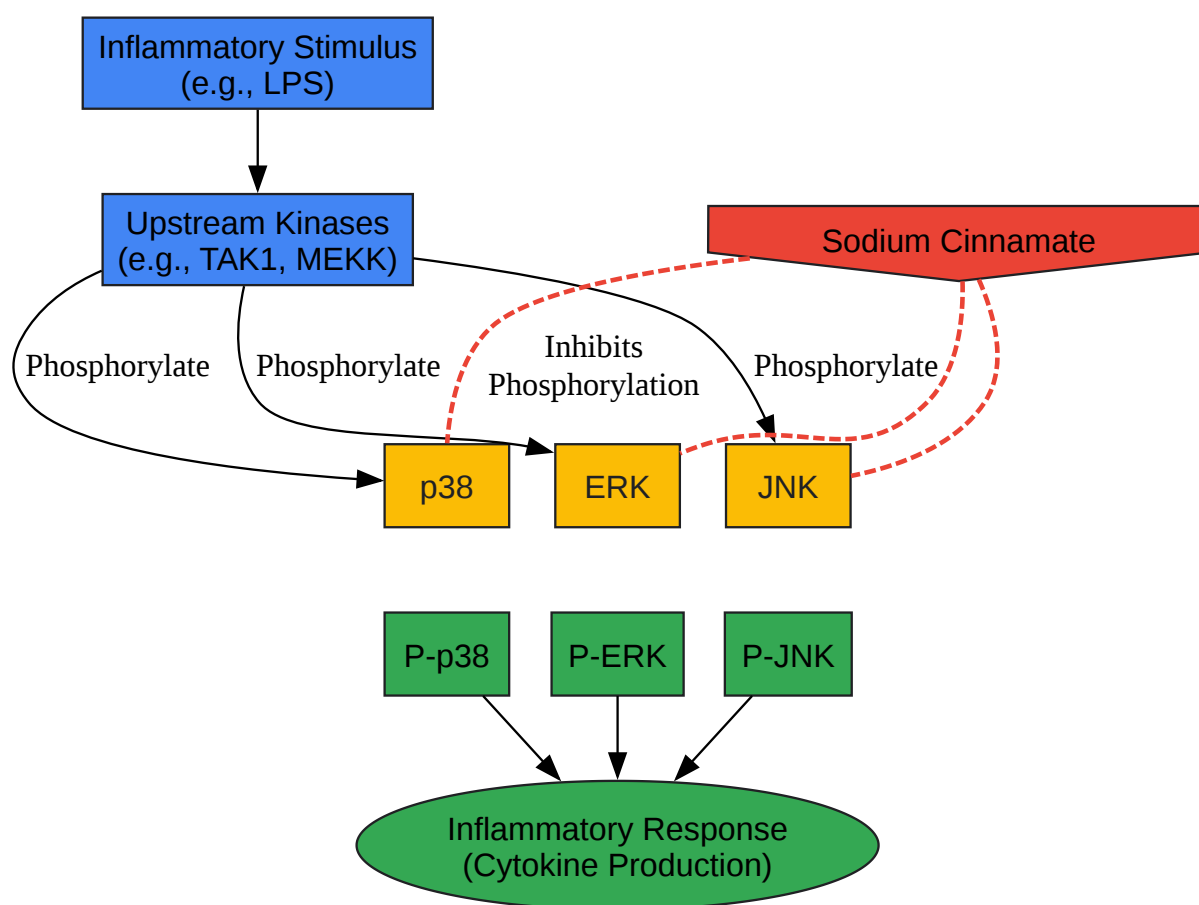 Inflammatory Stimulus
(e.g., LPS)
Upstream Kinases
(e.g., TAK1, MEKK)
Sodium Cinnamate
Phosphorylate
Phosphorylate
Inhibits
Phosphorylation
Phosphorylate
p38
ERK
JNK
P-p38
P-ERK
P-JNK
Inflammatory Response
(Cytokine Production)